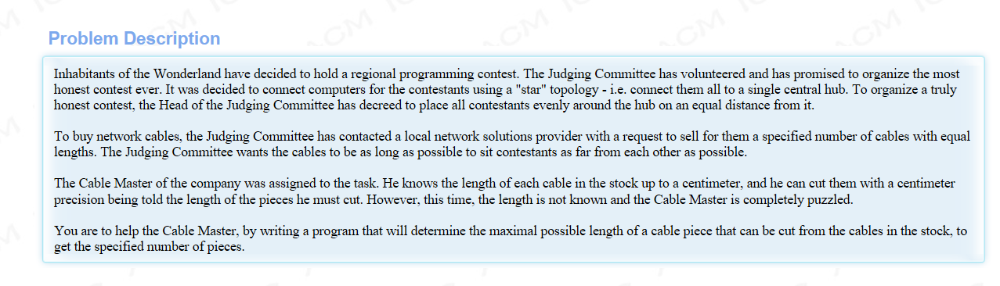 Problem Description
Inhabitants of the Wonderland have decided to hold a regional programming contest. The Judging Committee has volunteered and has promised to organize the most
honest contest ever. It was decided to connect computers for the contestants using a "star" topology - i.e. connect them all to a single central hub. To organize a truly
honest contest, the Head of the Judging Committee has decreed to place all contestants evenly around the hub on an equal distance from it.
To buy network cables, the Judging Committee has contacted a local network solutions provider with a request to sell for them a specified number of cables with equal
lengths. The Judging Committee wants the cables to be as long as possible to sit contestants as far from each other as possible.
The Cable Master of the company was assigned to the task. He knows the length of each cable in the stock up to a centimeter, and he can cut them with a centimeter
precision being told the length of the pieces he must cut. However, this time, the length is not known and the Cable Master is completely puzzled.
You are to help the Cable Master, by writing a program that will determine the maximal possible length of a cable piece that can be cut from the cables in the stock, to
get the specified number of pieces.